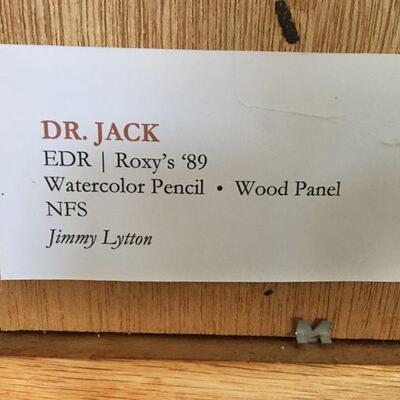 DR. JACK
EDR | Roxy's ‘89
Watercolor Pencil • Wood Panel
NFS
Jimmy Lytton